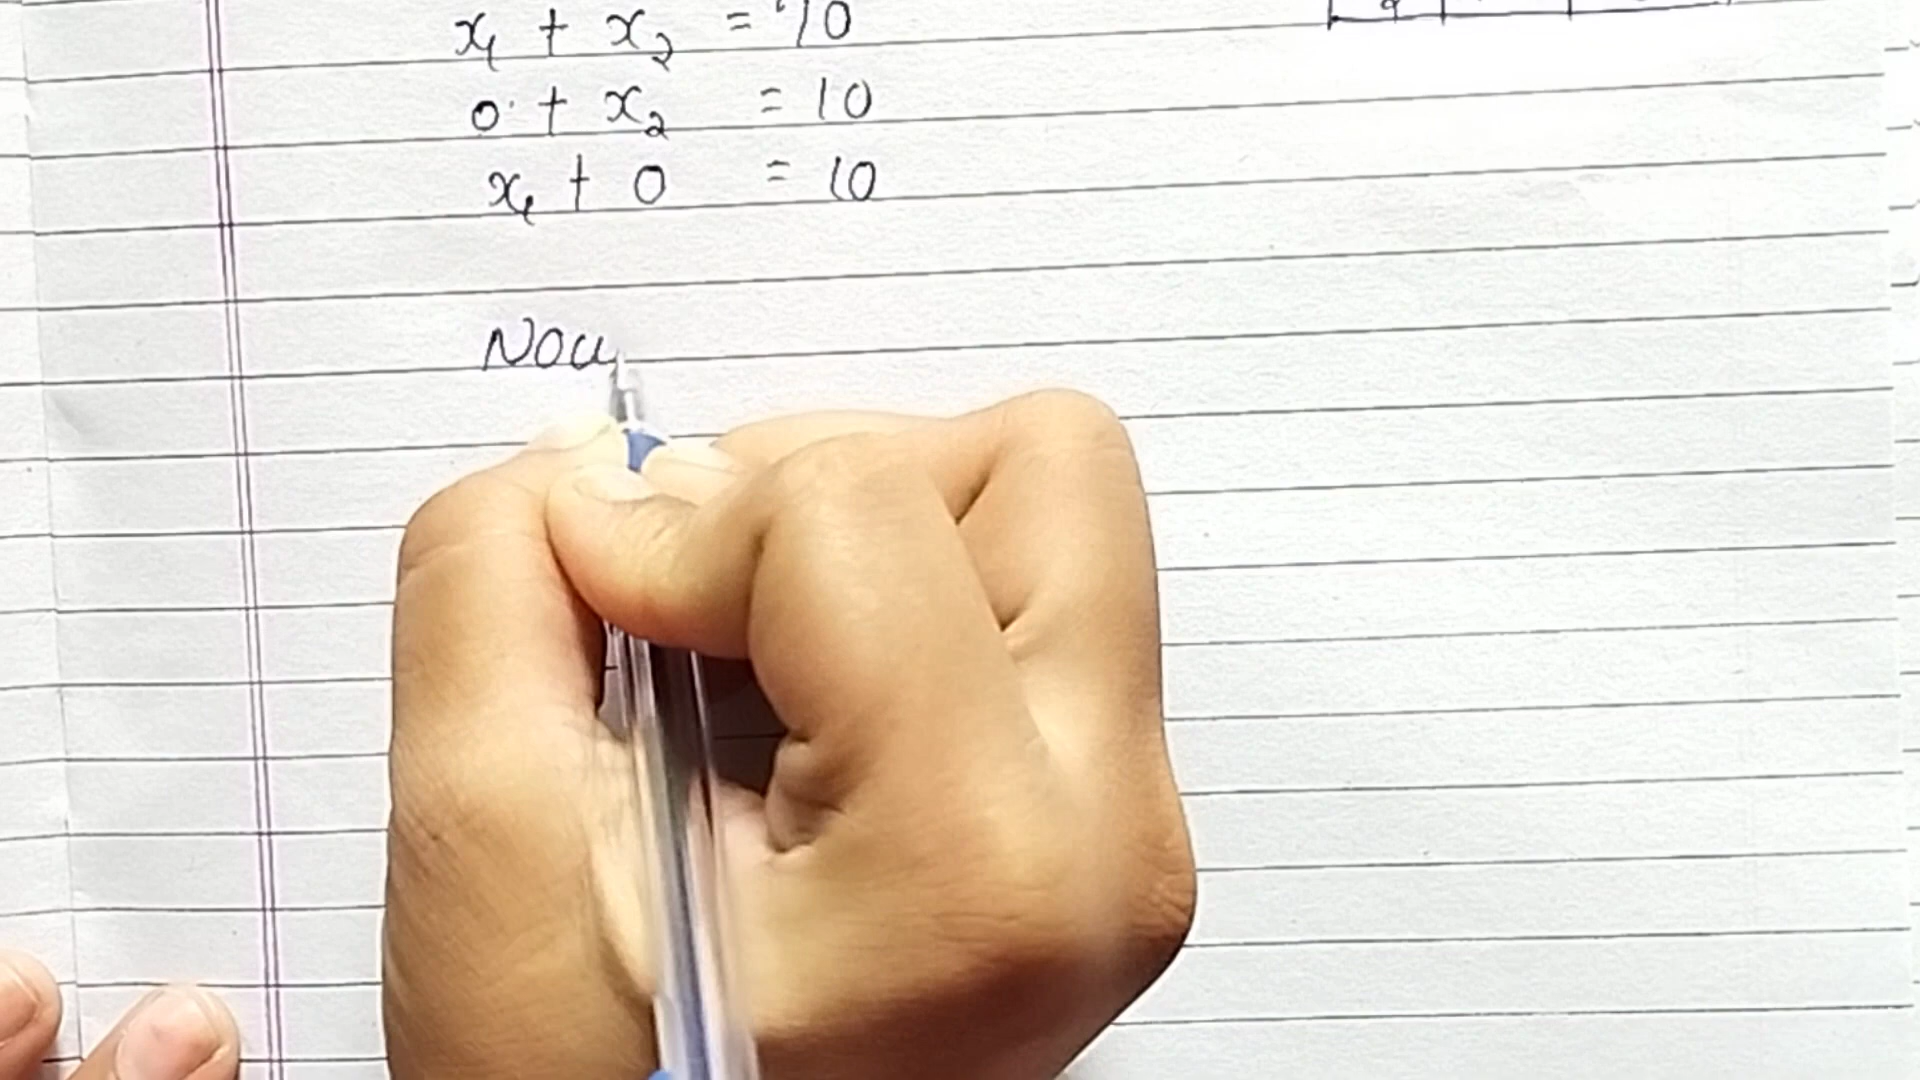 x₁ + x₂ = 10
0 + x₂ = 10
x₁ + 0 = 10
Now